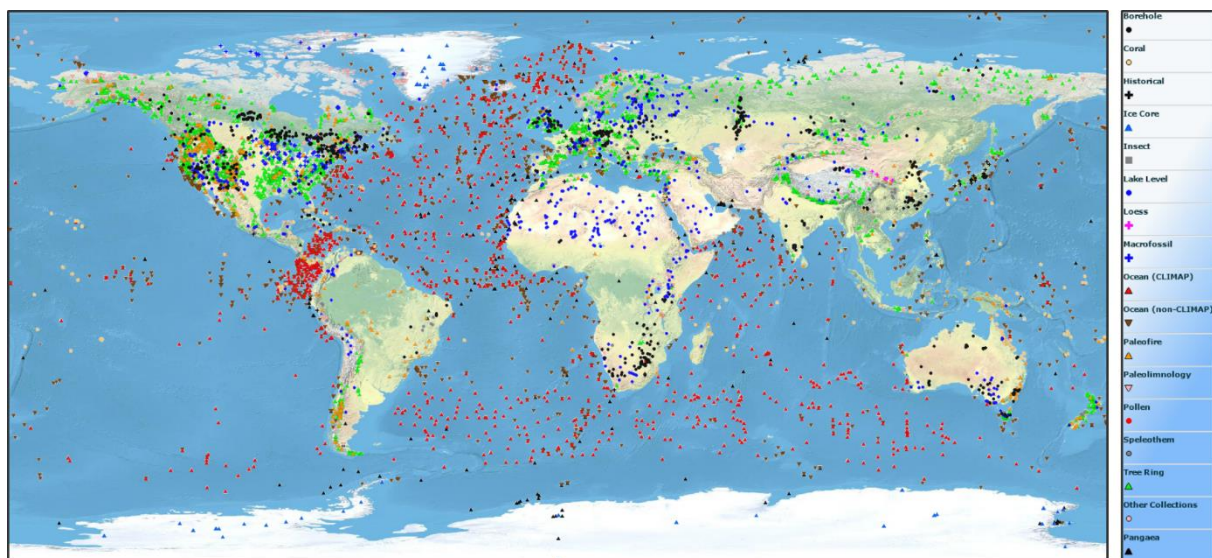 Borehole
Coral
Historical
Ice Core
Insect
Lake Level
Loess
Macrofossil
Ocean (CLIMAP)
Ocean (non-CLIMAP)
Paleofire
Paleolimnology
Pollen
Speleothem
Tree Ring
Other Collections
Pangaea